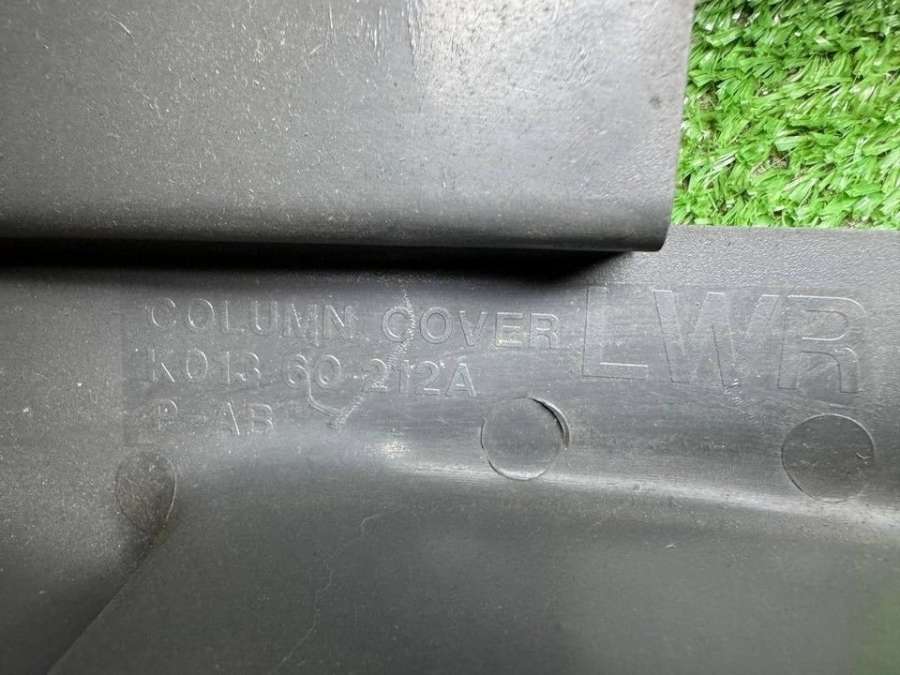 COLUMN COVER
LWR
K013 60 212A
P-AB